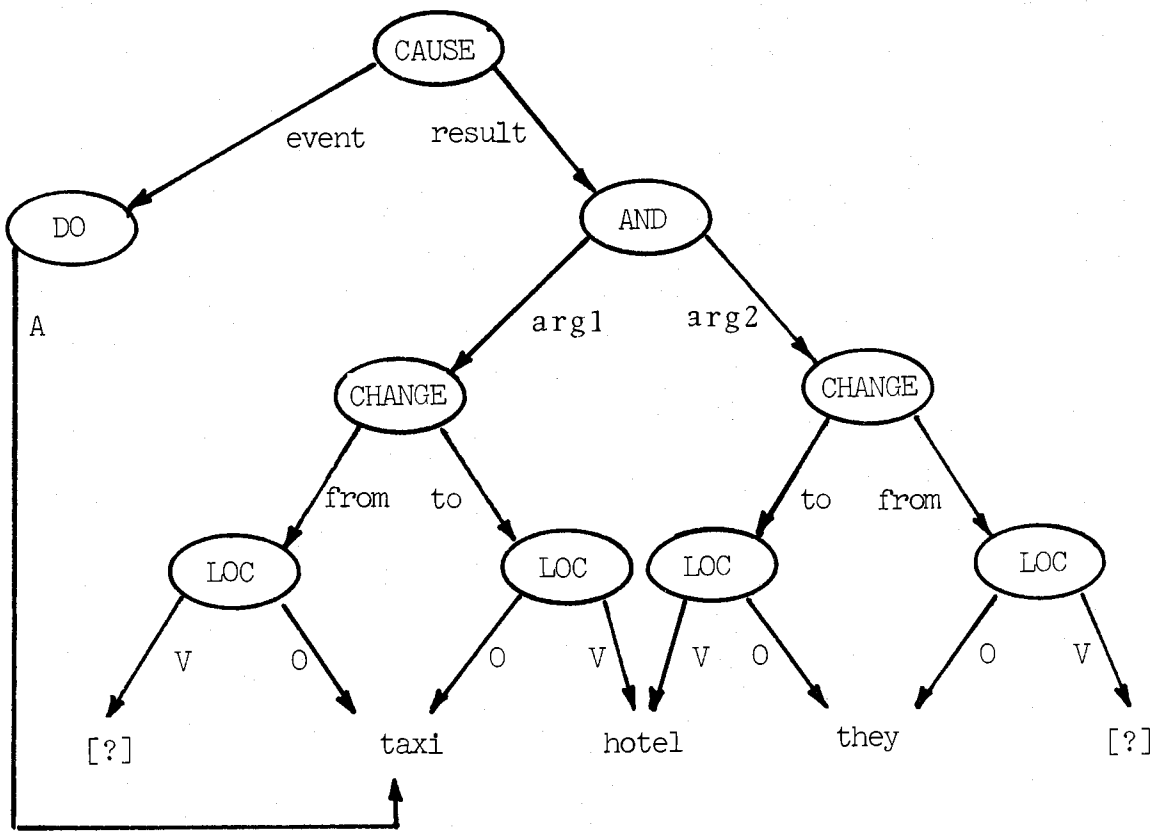 CAUSE
event result
DO
AND
A
arg1 arg2
CHANGE
CHANGE
from to
to from
LOC
LOC
LOC
LOC
V O O V V O O V
[?] taxi hotel they [?]